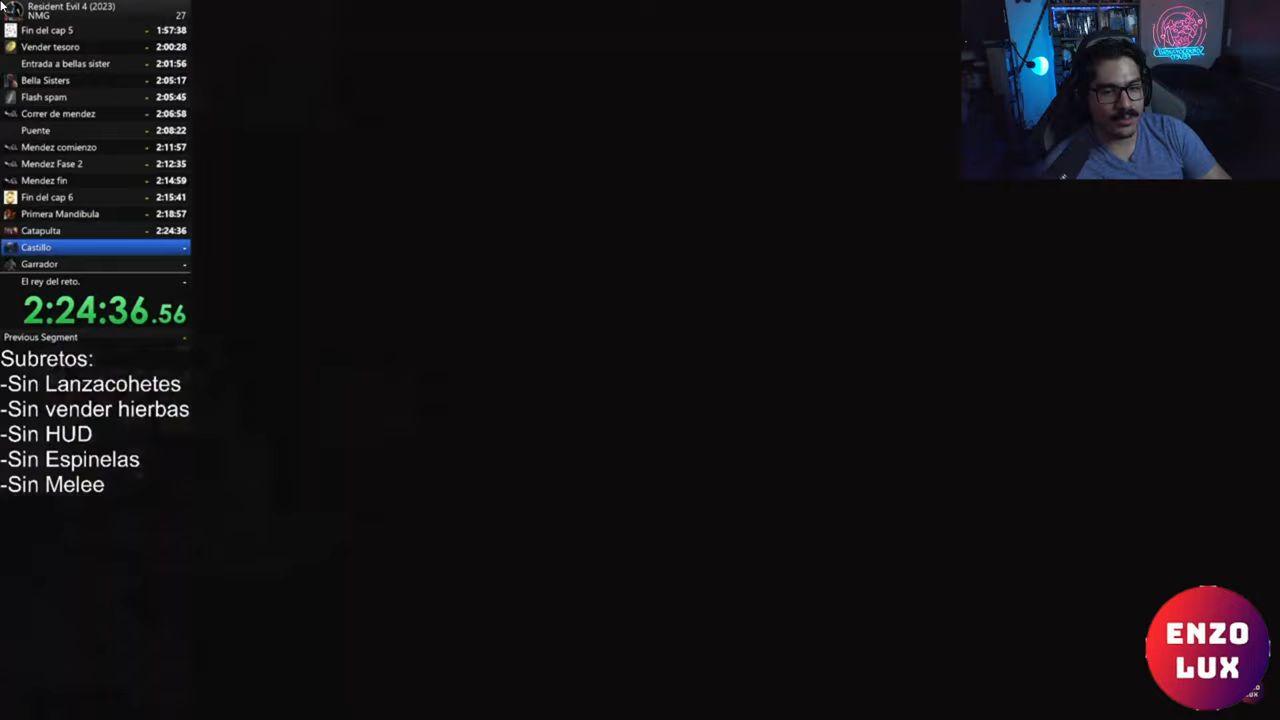 Resident Evil 4 (2023)
NMG 27
Fin del cap 5 - 1:57:38
Vender tesoro - 2:00:28
Entrada a bellas sister - 2:01:56
Bella Sisters - 2:05:17
Flash spam - 2:05:45
Correr de mendez - 2:06:58
Puente - 2:08:22
Mendez comienzo - 2:11:57
Mendez Fase 2 - 2:12:35
Mendez fin - 2:14:59
Fin del cap 6 - 2:15:41
Primera Mandibula - 2:18:57
Catapulta - 2:24:36
Castillo -
Garrador -
El rey del reto. -
2:24:36.56
Previous Segment -
Subretos:
-Sin Lanzacohetes
-Sin vender hierbas
-Sin HUD
-Sin Espinelas
-Sin Melee
ENZO
LUX